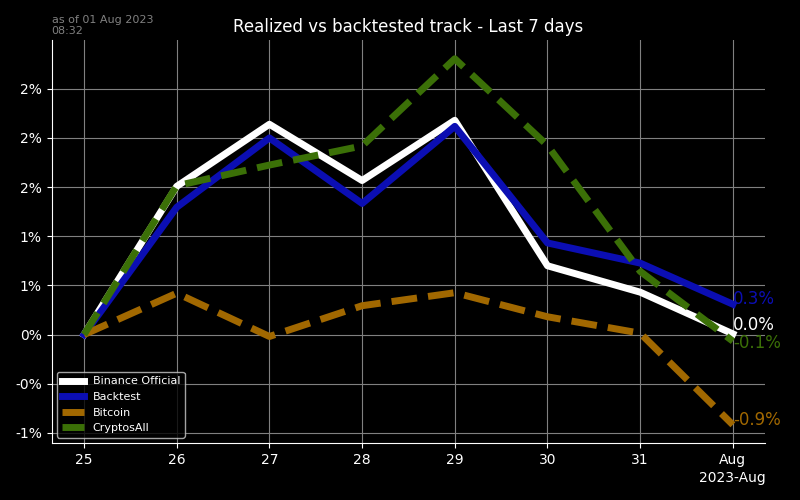 as of 01 Aug 2023
08:32
Realized vs backtested track - Last 7 days
2%
2%
2%
1%
1%
0%
-0%
-1%
0.3%
0.0%
-0.1%
-0.9%
Binance Official
Backtest
Bitcoin
CryptosAll
25 26 27 28 29 30 31 Aug
2023-Aug